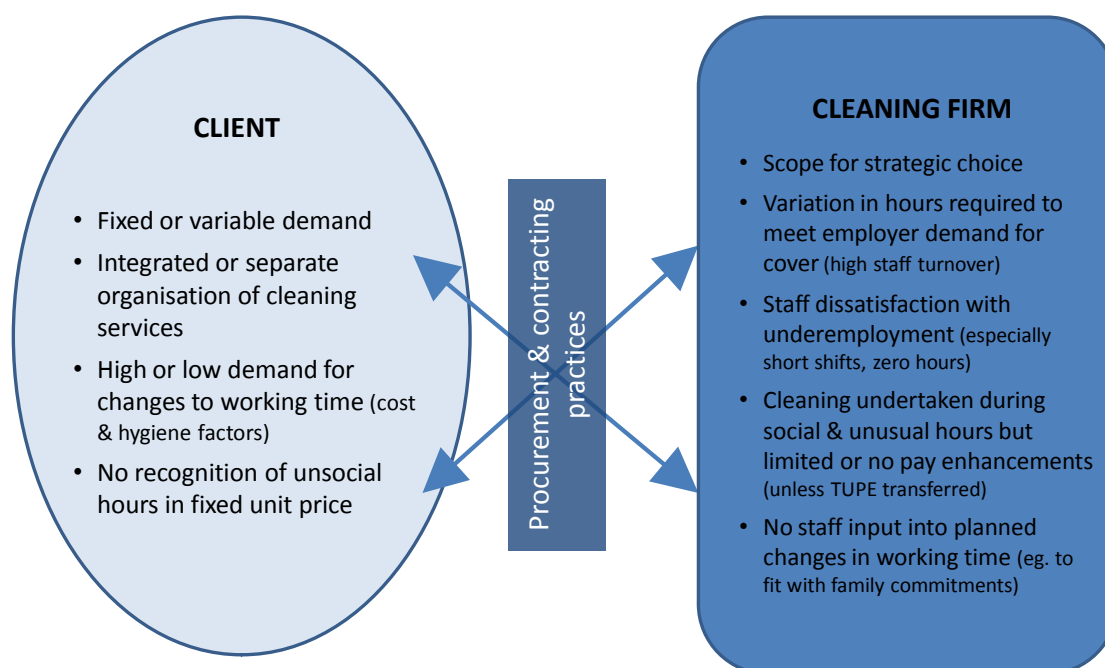 CLIENT
• Fixed or variable demand
• Integrated or separate
organisation of cleaning
services
• High or low demand for
changes to working time (cost
& hygiene factors)
• No recognition of unsocial
hours in fixed unit price
Procurement & contracting
practices
CLEANING FIRM
• Scope for strategic choice
• Variation in hours required to
meet employer demand for
cover (high staff turnover)
• Staff dissatisfaction with
underemployment (especially
short shifts, zero hours)
• Cleaning undertaken during
social & unusual hours but
limited or no pay enhancements
(unless TUPE transferred)
• No staff input into planned
changes in working time (eg. to
fit with family commitments)